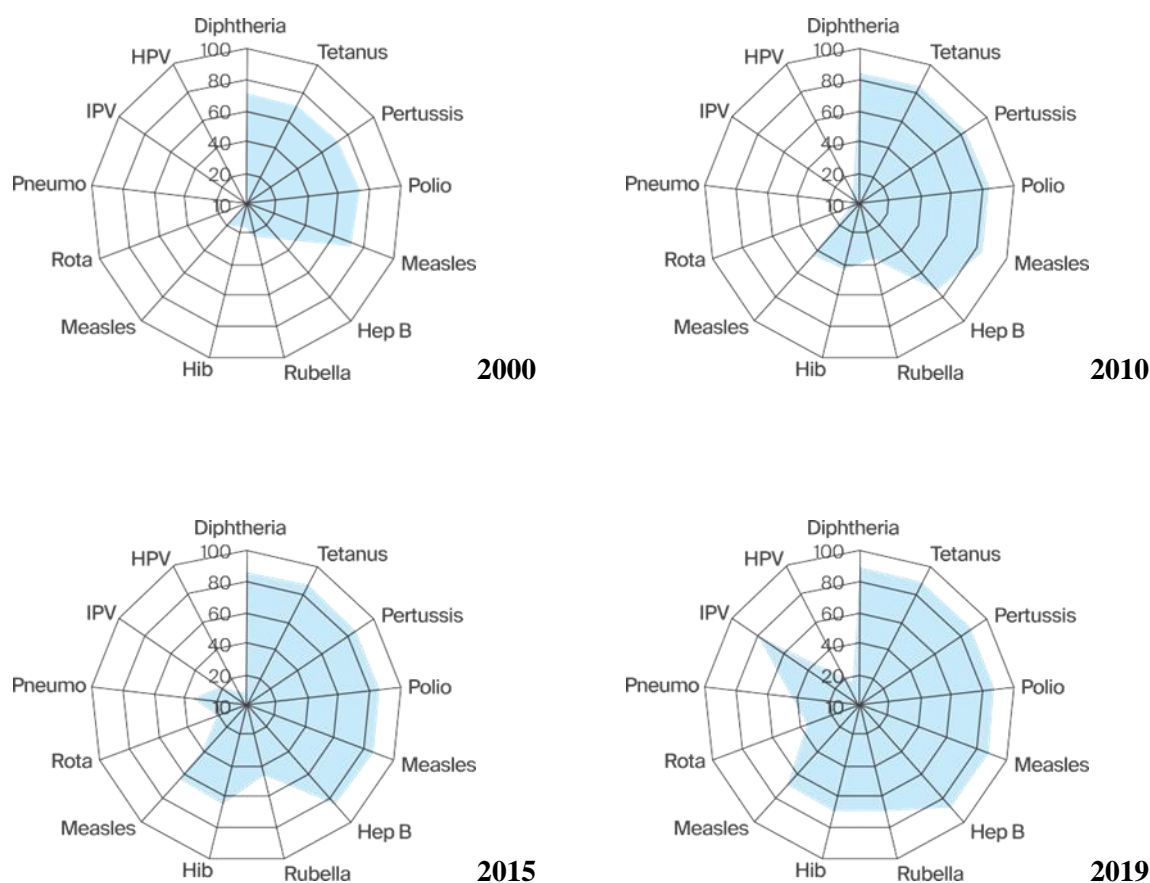 Diphtheria
100
HPV
Tetanus
80
IPV
60
Pertussis
40
Pneumo
20
Polio
10
Rota
Measles
Measles
Hep B
Hib
Rubella
2000
Diphtheria
100
HPV
Tetanus
80
IPV
60
Pertussis
40
Pneumo
20
Polio
10
Rota
Measles
Measles
Hep B
Hib
Rubella
2010
Diphtheria
100
HPV
Tetanus
80
IPV
60
Pertussis
40
Pneumo
20
Polio
10
Rota
Measles
Measles
Hep B
Hib
Rubella
2015
Diphtheria
100
HPV
Tetanus
80
IPV
60
Pertussis
40
Pneumo
20
Polio
10
Rota
Measles
Measles
Hep B
Hib
Rubella
2019